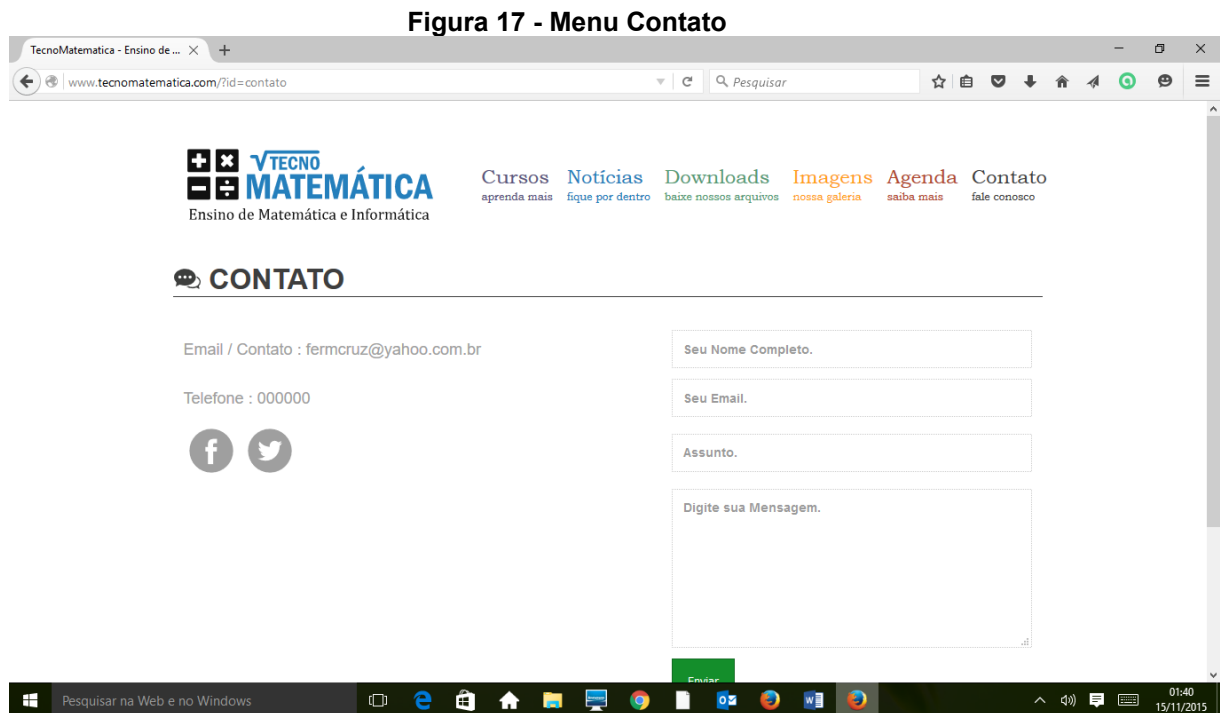 Figura 17 - Menu Contato
TecnoMatematica - Ensino de ...
www.tecnomatematica.com/?id=contato
Pesquisar
√TECNO
MATEMÁTICA
Ensino de Matemática e Informática
Cursos Notícias Downloads Imagens Agenda Contato
aprenda mais fique por dentro baixe nossos arquivos nossa galeria saiba mais fale conosco
CONTATO
Email / Contato : fermcruz@yahoo.com.br
Telefone : 000000
Seu Nome Completo.
Seu Email.
Assunto.
Digite sua Mensagem.
Enviar
Pesquisar na Web e no Windows
01:40
15/11/2015